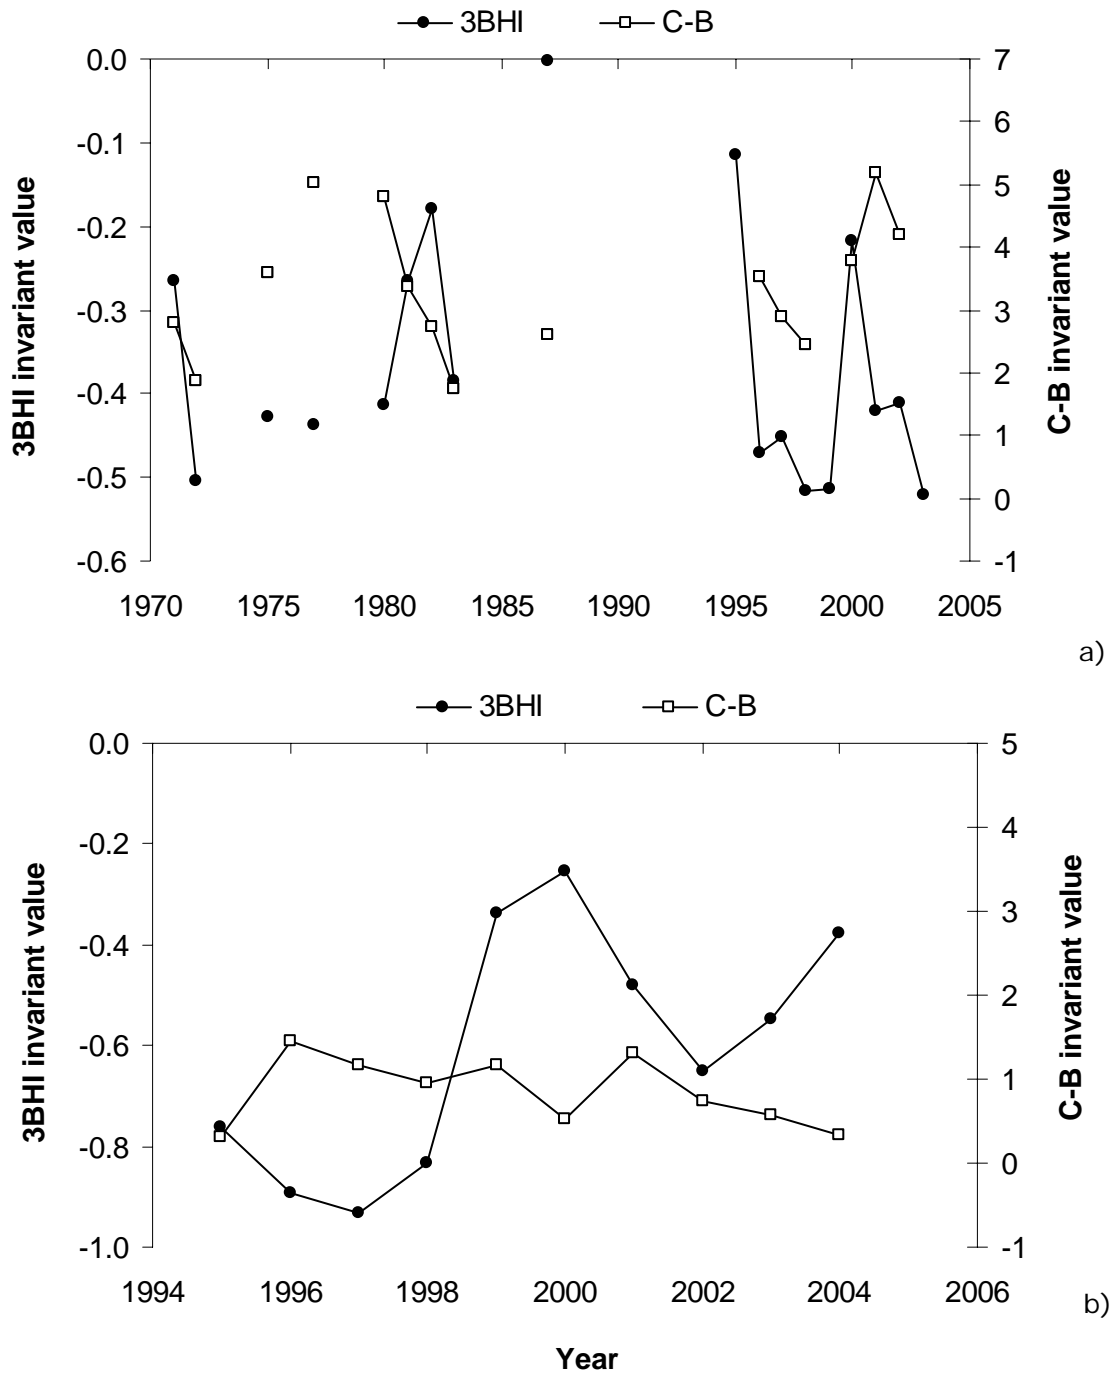 3BHI C-B
0.0 7
-0.1 6
-0.2 5
-0.3 4
-0.4 3
-0.5 2
-0.6 1
0
-1
3BHI invariant value
C-B invariant value
1970 1975 1980 1985 1990 1995 2000 2005
a)
3BHI C-B
0.0 5
-0.2 4
-0.4 3
-0.6 2
-0.8 1
-1.0 0
-1
3BHI invariant value
C-B invariant value
1994 1996 1998 2000 2002 2004 2006
b)
Year